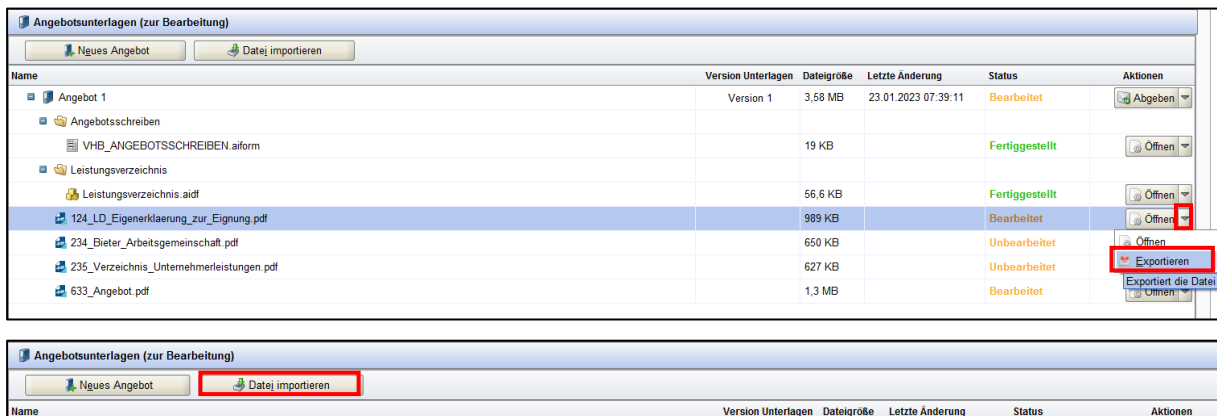 Angebotsunterlagen (zur Bearbeitung)
Neues Angebot Datei importieren
Name Version Unterlagen Dateigröße Letzte Änderung Status Aktionen
Angebot 1 Version 1 3,58 MB 23.01.2023 07:39:11 Bearbeitet Abgeben
Angebotsschreiben
VHB_ANGEBOTSSCHREIBEN.aiform 19 KB Fertiggestellt Öffnen
Leistungsverzeichnis
Leistungsverzeichnis.aidf 56,6 KB Fertiggestellt Öffnen
124_LD_Eigenerklaerung_zur_Eignung.pdf 989 KB Bearbeitet Öffnen
234_Bieter_Arbeitsgemeinschaft.pdf 650 KB Unbearbeitet Öffnen
235_Verzeichnis_Unternehmerleistungen.pdf 627 KB Unbearbeitet Exportieren
Exportiert die Datei
633_Angebot.pdf 1,3 MB Bearbeitet Öffnen
Angebotsunterlagen (zur Bearbeitung)
Neues Angebot Datei importieren
Name Version Unterlagen Dateigröße Letzte Änderung Status Aktionen